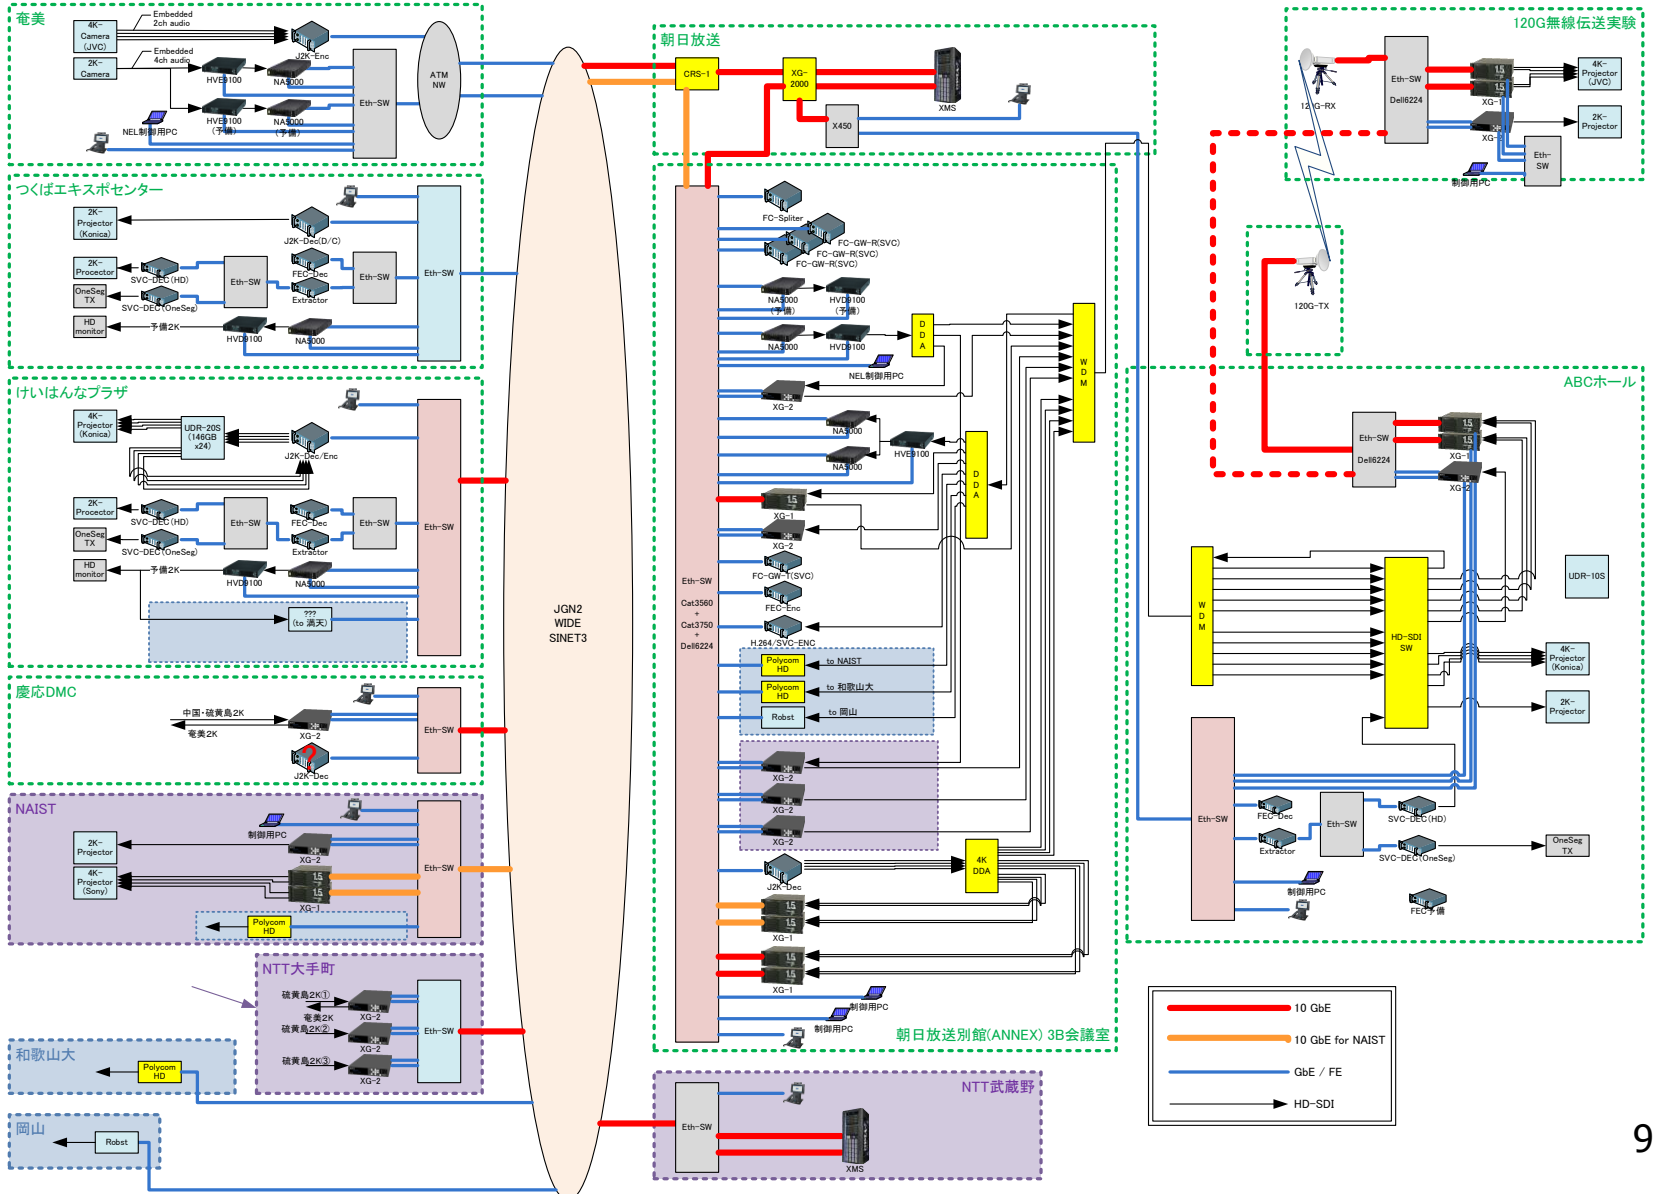 奄美
4K-
Camera
(JVC)
Embedded
2ch audio
J2K-Enc
2K-
Camera
Embedded
4ch audio
HVE9100
NA5000
HVE9100
(予備)
NA5000
(予備)
NEL制御用PC
Eth-SW
ATM
NW
つくばエキスポセンター
2K-
Projector
(Konica)
J2K-Dec(D/C)
2K-
Procector
SVC-DEC(HD)
OneSeg
TX
SVC-DEC(OneSeg)
Eth-SW
FEC-Dec
Extractor
Eth-SW
Eth-SW
HD
monitor
予備2K
HVD9100
NA5000
けいはんなプラザ
4K-
Projector
(Konica)
UDR-20S
(146GB
x24)
J2K-Dec/Enc
2K-
Procector
SVC-DEC(HD)
OneSeg
TX
SVC-DEC(OneSeg)
Eth-SW
FEC-Dec
Extractor
Eth-SW
Eth-SW
HD
monitor
予備2K
HVD9100
NA5000
???
(to 満天)
慶応DMC
中国・硫黄島2K
奄美2K
XG-2
J2K-Dec
?
Eth-SW
NAIST
制御用PC
2K-
Projector
XG-2
4K-
Projector
(Sony)
1.5
1.5
XG-1
Eth-SW
Polycom
HD
NTT大手町
硫黄島2K①
奄美2K
XG-2
硫黄島2K②
XG-2
硫黄島2K③
XG-2
Eth-SW
和歌山大
Polycom
HD
岡山
Robst
JGN2
WIDE
SINET3
朝日放送
CRS-1
XG-
2000
XMS
X450
FC-Spliter
FC-GW-R(SVC)
FC-GW-R(SVC)
FC-GW-R(SVC)
NA5000
(予備)
HVD9100
(予備)
NA5000
HVD9100
D
D
A
NEL制御用PC
XG-2
NA5000
NA5000
HVE9100
D
D
A
W
D
M
1.5
XG-1
XG-2
FC-GW-T(SVC)
FEC-Enc
H.264/SVC-ENC
Eth-SW
Cat3560
+
Cat3750
+
Dell6224
Polycom
HD
to NAIST
Polycom
HD
to 和歌山大
Robst
to 岡山
XG-2
XG-2
XG-2
J2K-Dec
4K
DDA
1.5
1.5
XG-1
1.5
1.5
XG-1
制御用PC
制御用PC
朝日放送別館(ANNEX) 3B会議室
NTT武蔵野
Eth-SW
XMS
120G無線伝送実験
120G-RX
Eth-SW
Dell6224
1.5
XG-1
XG-2
4K-
Projector
(JVC)
2K-
Projector
Eth-
SW
制御用PC
120G-TX
ABCホール
Eth-SW
Dell6224
1.5
1.5
XG-1
XG-2
W
D
M
HD-SDI
SW
UDR-10S
4K-
Projector
(Konica)
2K-
Projector
Eth-SW
FEC-Dec
Extractor
Eth-SW
SVC-DEC(HD)
SVC-DEC(OneSeg)
OneSeg
TX
制御用PC
FEC予備
10 GbE
10 GbE for NAIST
GbE / FE
HD-SDI
9